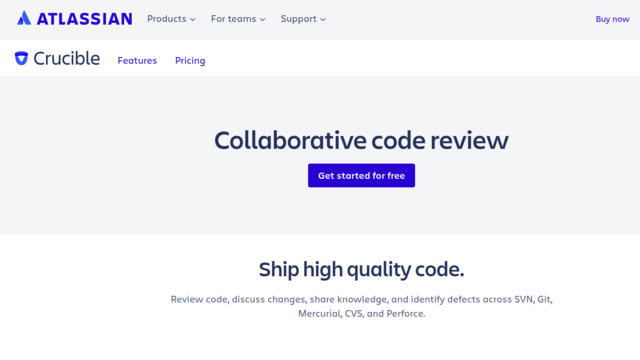 ATLASSIAN Products For teams Support Buy now
Crucible Features Pricing
Collaborative code review
Get started for free
Ship high quality code.
Review code, discuss changes, share knowledge, and identify defects across SVN, Git,
Mercurial, CVS, and Perforce.